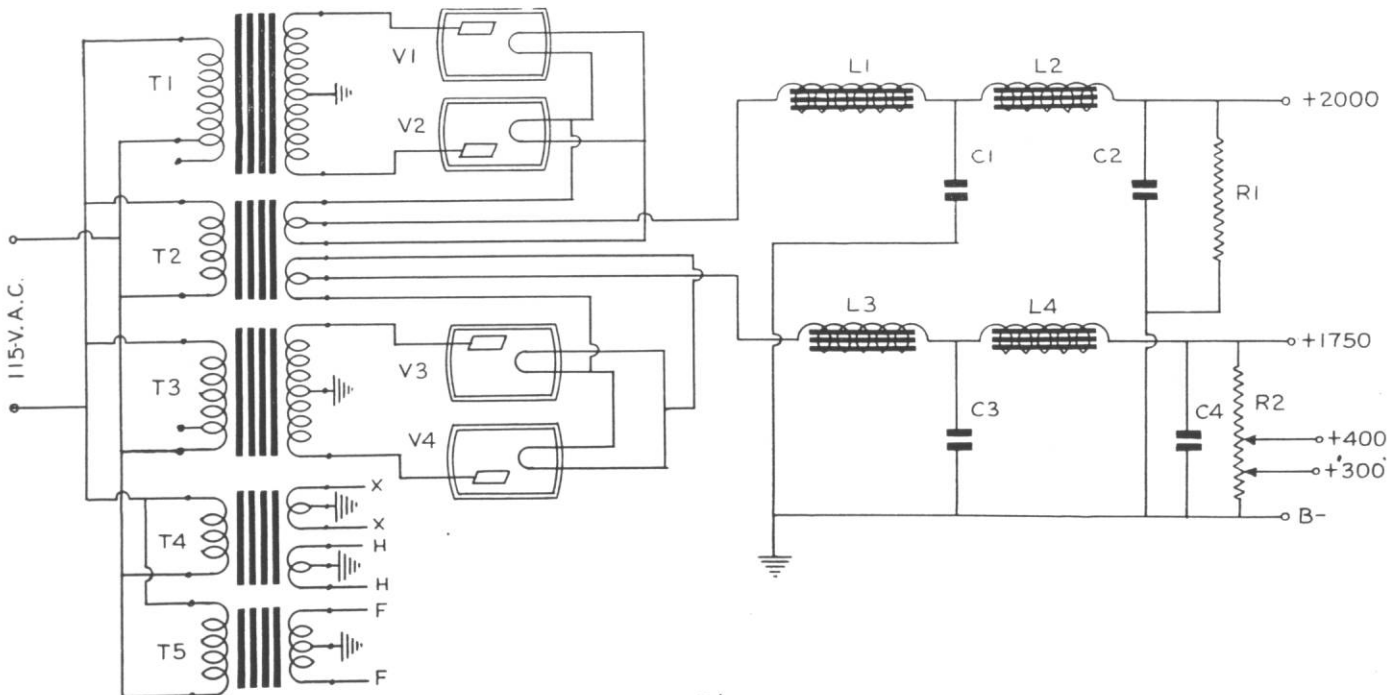 T1
V1
V2
L1
L2
+2000
C1
C2
R1
115-V.A.C.
T2
T3
V3
V4
L3
L4
+1750
C3
C4
R2
+400
+300
B-
T4
X
X
H
H
T5
F
F